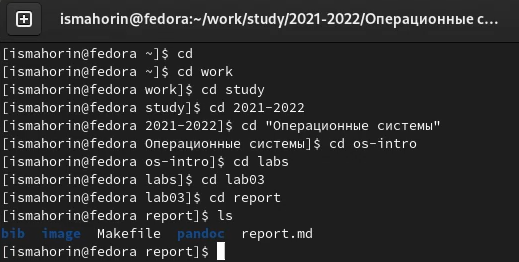 ismahorin@fedora:~/work/study/2021-2022/Операционные с...
[ismahorin@fedora ~]$ cd
[ismahorin@fedora ~]$ cd work
[ismahorin@fedora work]$ cd study
[ismahorin@fedora study]$ cd 2021-2022
[ismahorin@fedora 2021-2022]$ cd "Операционные системы"
[ismahorin@fedora Операционные системы]$ cd os-intro
[ismahorin@fedora os-intro]$ cd labs
[ismahorin@fedora labs]$ cd lab03
[ismahorin@fedora lab03]$ cd report
[ismahorin@fedora report]$ ls
bib image Makefile pandoc report.md
[ismahorin@fedora report]$